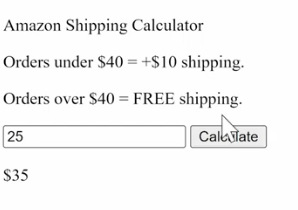 Amazon Shipping Calculator
Orders under $40 = +$10 shipping.
Orders over $40 = FREE shipping.
25 Calculate
$35